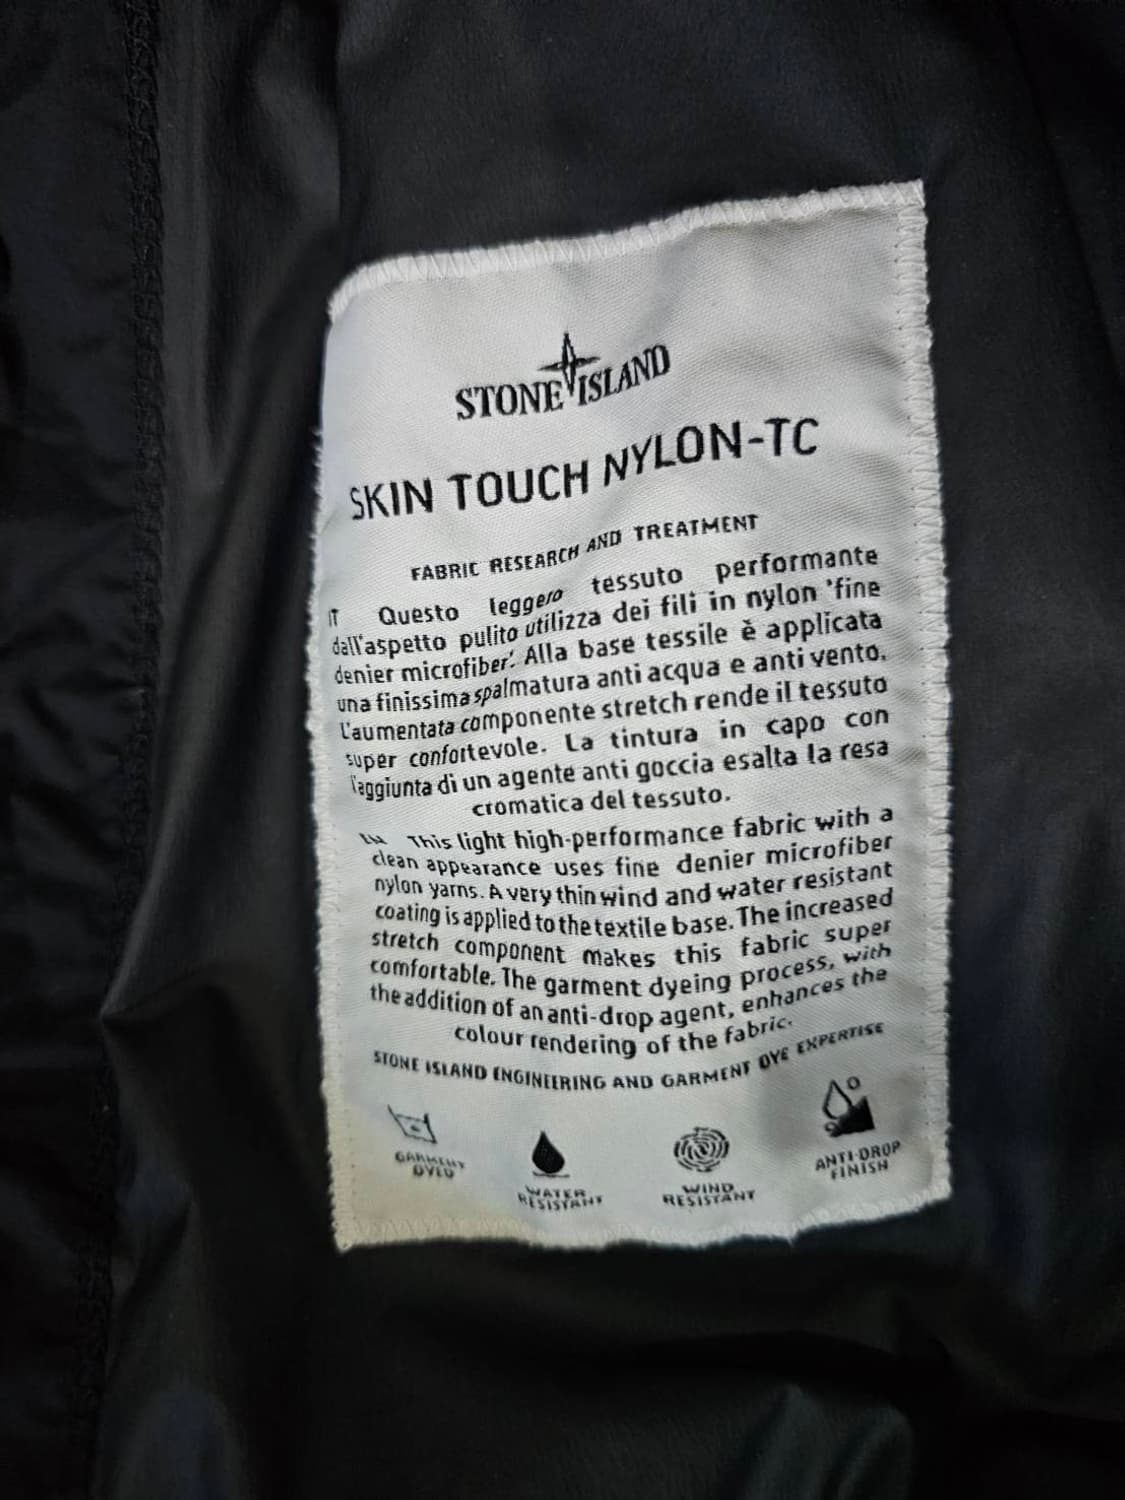 STONE ISLAND
SKIN TOUCH NYLON-TC
FABRIC RESEARCH AND TREATMENT
IT Questo leggero tessuto performante
dall'aspetto pulito utilizza dei fili in nylon 'fine
denier microfiber'. Alla base tessile è applicata
una finissima spalmatura anti acqua e anti vento.
L'aumentata componente stretch rende il tessuto
super confortevole. La tintura in capo con
l'aggiunta di un agente anti goccia esalta la resa
cromatica del tessuto.
EN This light high-performance fabric with a
clean appearance uses fine denier microfiber
nylon yarns. A very thin wind and water resistant
coating is applied to the textile base. The increased
stretch component makes this fabric super
comfortable. The garment dyeing process, with
the addition of an anti-drop agent, enhances the
colour rendering of the fabric.
STONE ISLAND ENGINEERING AND GARMENT DYE EXPERTISE
GARMENT
DYED
WATER
RESISTANT
WIND
RESISTANT
ANTI-DROP
FINISH